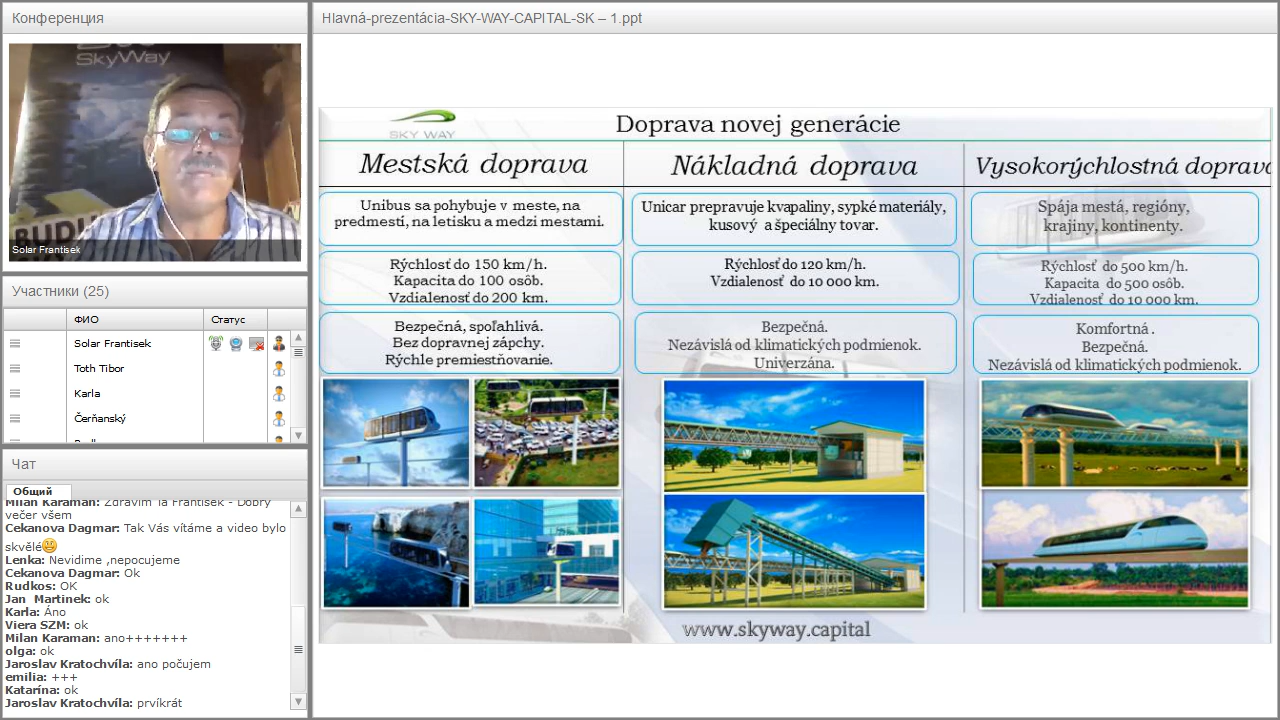 Конференция
SkyWay
Solar Frantisek
Участники (25)
ФИО
Статус
Solar Frantisek
Toth Tibor
Karla
Čerňanský
Чат
Общий
Milan Karaman: Zdravím Ťa František - Dobrý
večer všem
Cekanova Dagmar: Tak Vás vítáme a video bylo
skvělé
Lenka: Nevidime ,nepocujeme
Cekanova Dagmar: Ok
Rudkos: OK
Jan Martinek: ok
Karla: Áno
Viera SZM: ok
Milan Karaman: ano+++++++
olga: ok
Jaroslav Kratochvíla: ano počujem
emilia: +++
Katarína: ok
Jaroslav Kratochvíla: prvíkrát
Hlavná-prezentácia-SKY-WAY-CAPITAL-SK – 1.ppt
SKY WAY
Doprava novej generácie
Mestská doprava
Unibus sa pohybuje v meste, na
predmestí, na letisku a medzi mestami.
Rýchlosť do 150 km/h.
Kapacita do 100 osôb.
Vzdialenosť do 200 km.
Bezpečná, spoľahlivá.
Bez dopravnej zápchy.
Rýchle premiestňovanie.
Nákladná doprava
Unicar prepravuje kvapaliny, sypké materiály,
kusový a špeciálny tovar.
Rýchlosť do 120 km/h.
Vzdialenosť do 10 000 km.
Bezpečná.
Nezávislá od klimatických podmienok.
Univerzána.
Vysokorýchlostná doprava
Spája mestá, regióny,
krajiny, kontinenty.
Rýchlosť do 500 km/h.
Kapacita do 500 osôb.
Vzdialenosť do 10 000 km.
Komfortná .
Bezpečná.
Nezávislá od klimatických podmienok.
www.skyway.capital